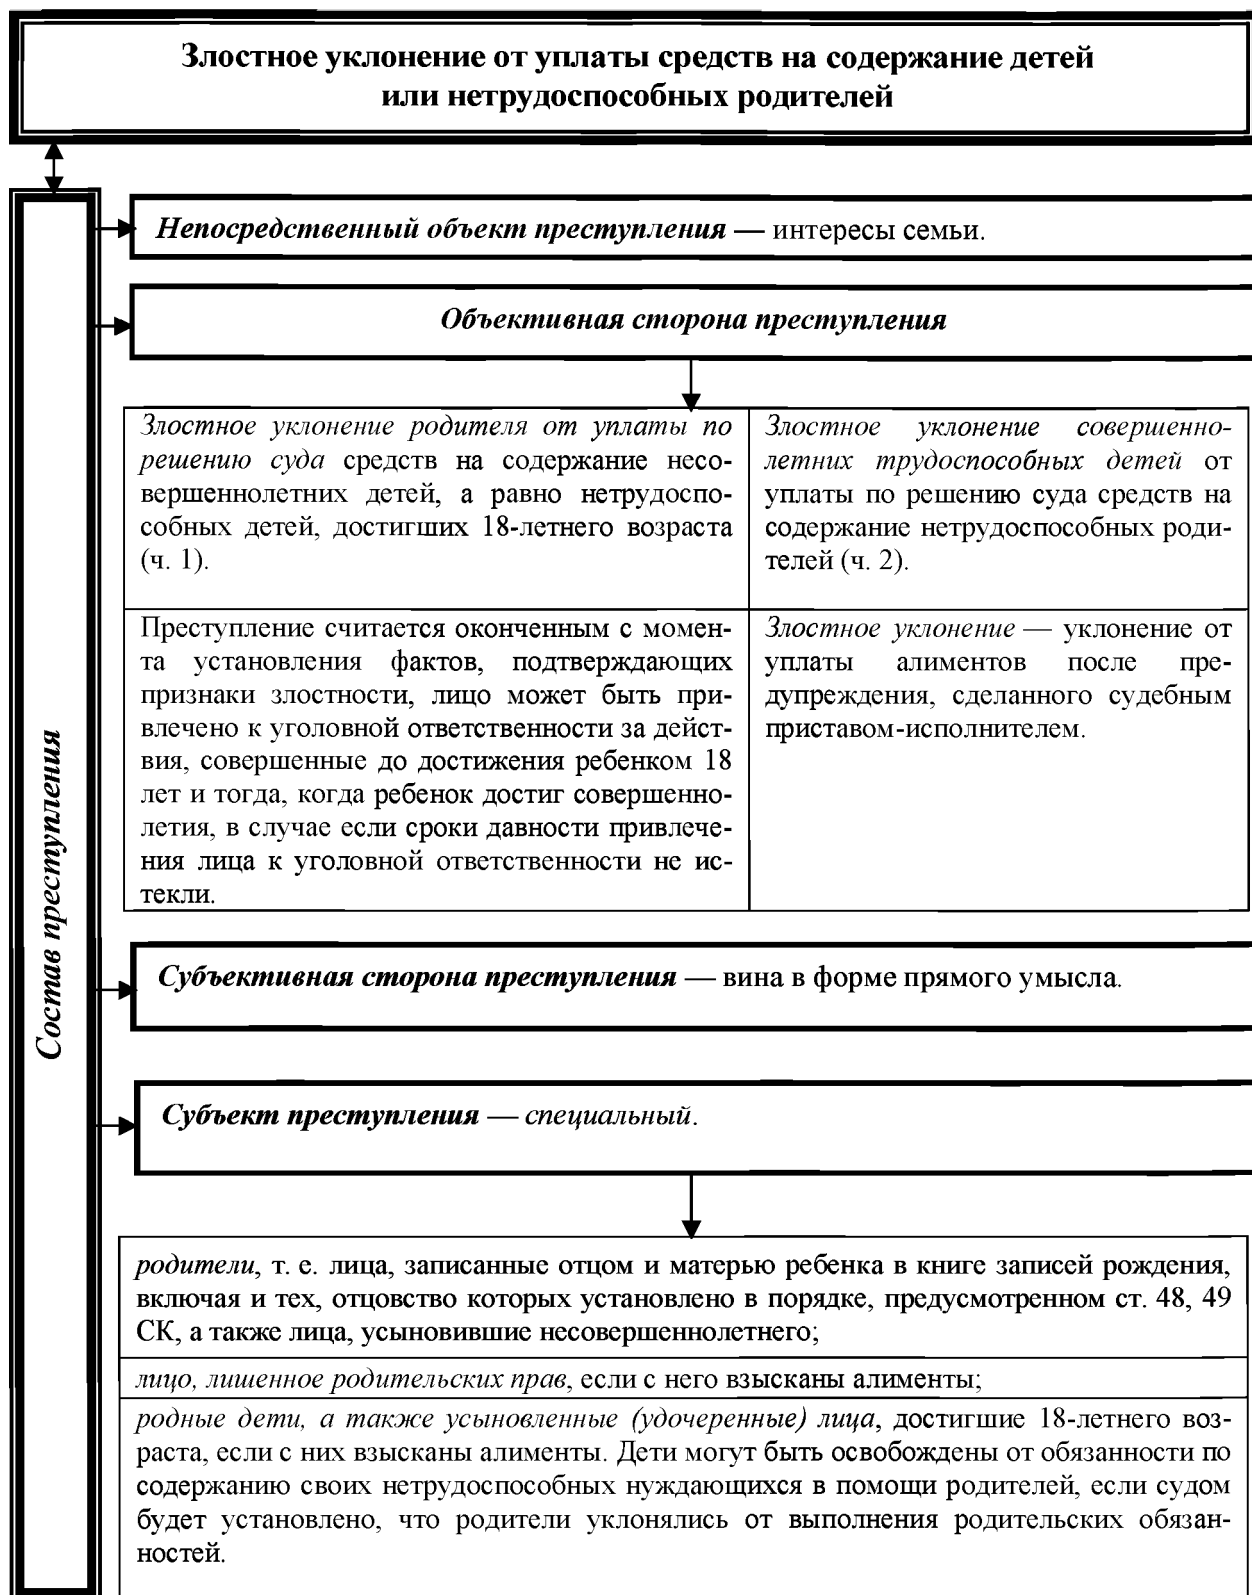 Злостное уклонение от уплаты средств на содержание детей
или нетрудоспособных родителей
Состав преступления
Непосредственный объект преступления — интересы семьи.
Объективная сторона преступления
Злостное уклонение родителя от уплаты по
решению суда средств на содержание несо-
вершеннолетних детей, а равно нетрудоспо-
собных детей, достигших 18-летнего возраста
(ч. 1).
Злостное уклонение совершенно-
летних трудоспособных детей от
уплаты по решению суда средств на
содержание нетрудоспособных роди-
телей (ч. 2).
Преступление считается оконченным с момен-
та установления фактов, подтверждающих
признаки злостности, лицо может быть при-
влечено к уголовной ответственности за дейст-
вия, совершенные до достижения ребенком 18
лет и тогда, когда ребенок достиг совершенно-
летия, в случае если сроки давности привлече-
ния лица к уголовной ответственности не ис-
текли.
Злостное уклонение — уклонение от
уплаты алиментов после пре-
дупреждения, сделанного судебным
приставом-исполнителем.
Субъективная сторона преступления — вина в форме прямого умысла.
Субъект преступления — специальный.
родители, т. е. лица, записанные отцом и матерью ребенка в книге записей рождения,
включая и тех, отцовство которых установлено в порядке, предусмотренном ст. 48, 49
СК, а также лица, усыновившие несовершеннолетнего;
лицо, лишенное родительских прав, если с него взысканы алименты;
родные дети, а также усыновленные (удочеренные) лица, достигшие 18-летнего воз-
раста, если с них взысканы алименты. Дети могут быть освобождены от обязанности по
содержанию своих нетрудоспособных нуждающихся в помощи родителей, если судом
будет установлено, что родители уклонялись от выполнения родительских обязан-
ностей.